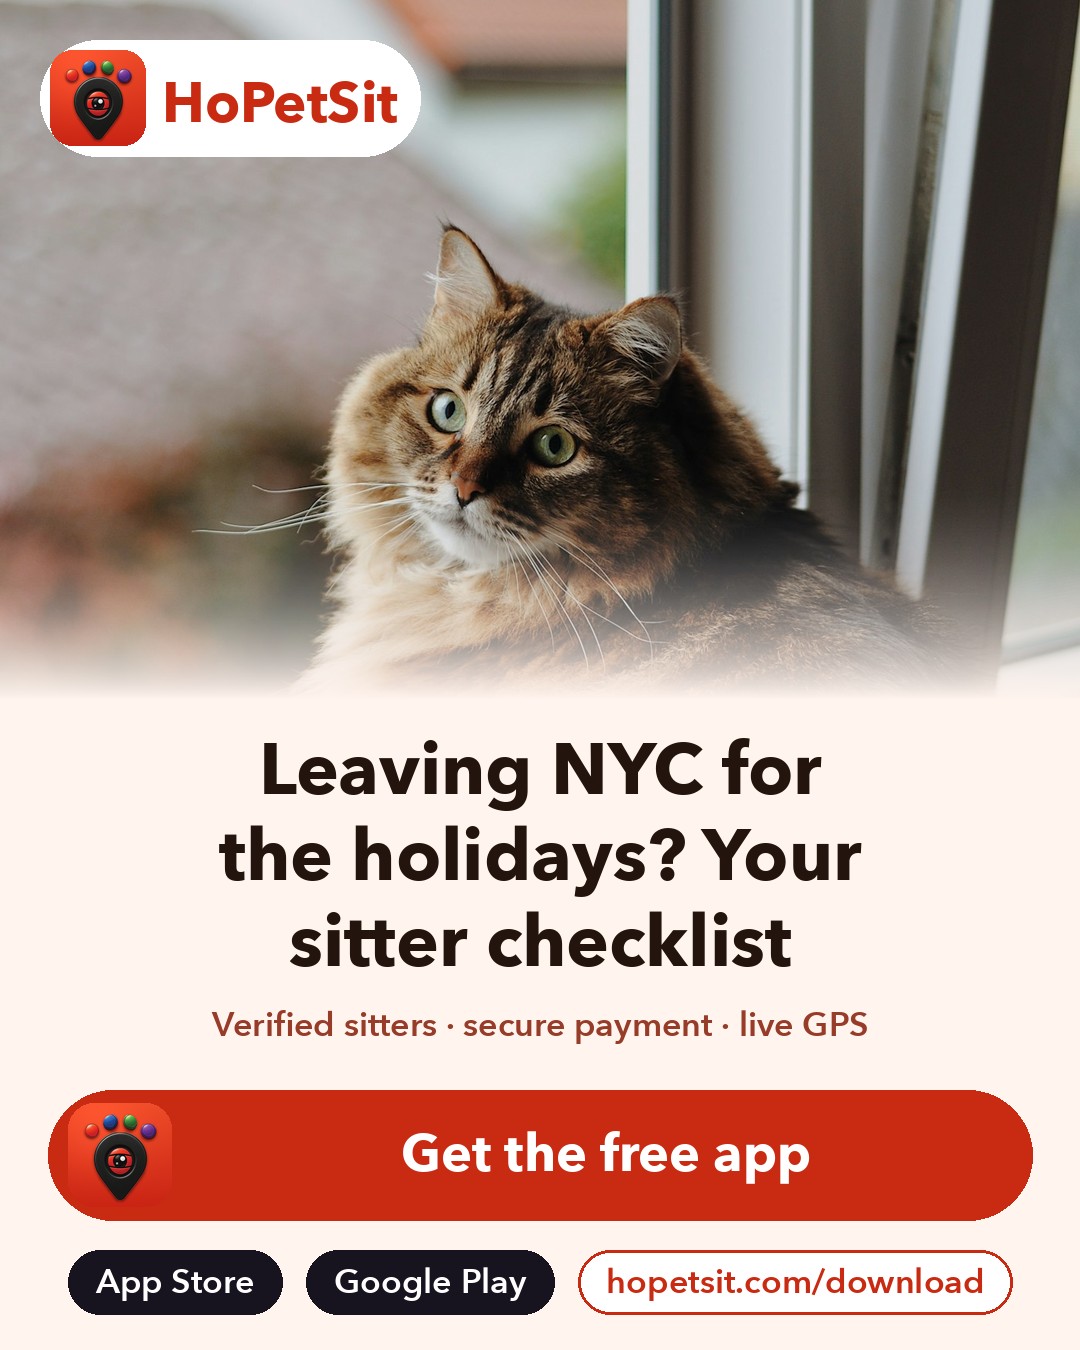 HoPetSit
Leaving NYC for
the holidays? Your
sitter checklist
Verified sitters · secure payment · live GPS
Get the free app
App Store
Google Play
hopetsit.com/download